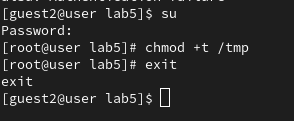 [guest2@user lab5]$ su
Password:
[root@user lab5]# chmod +t /tmp
[root@user lab5]# exit
exit
[guest2@user lab5]$